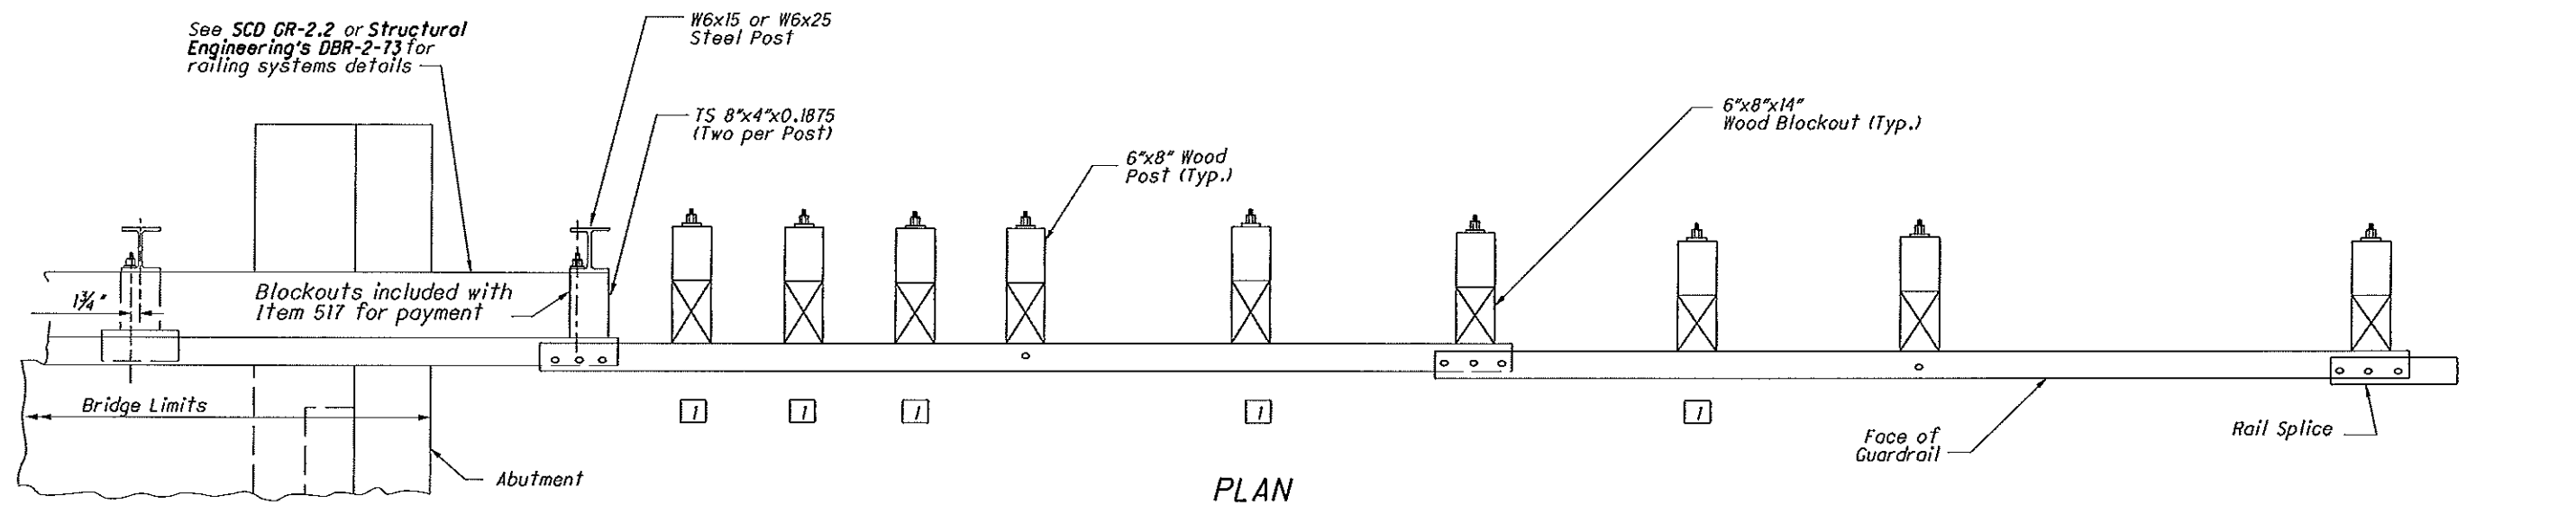 See SCD GR-2.2 or Structural
Engineering's DBR-2-73 for
railing systems details
W6x15 or W6x25
Steel Post
TS 8"x4"x0.1875
(Two per Post)
6"x8" Wood
Post (Typ.)
6"x8"x14"
Wood Blockout (Typ.)
1¾"
Blockouts included with
Item 517 for payment
Bridge Limits
1
1
1
1
1
Face of
Guardrail
Rail Splice
Abutment
PLAN